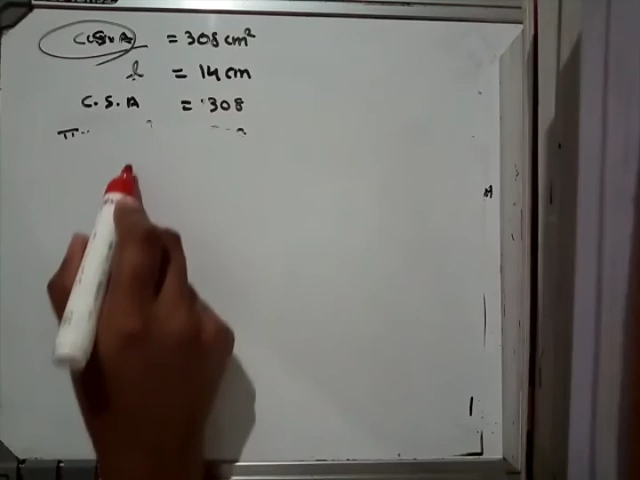 C.S.A = 308 cm²
l = 14 cm
C.S.A = 308
π